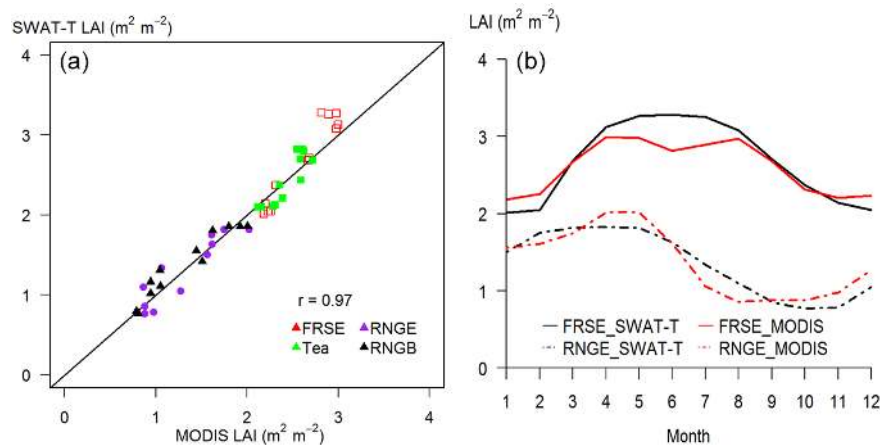 SWAT-T LAI (m² m⁻²)
(a)
4
3
2
1
0
r = 0.97
FRSE
RNGE
Tea
RNGB
0 1 2 3 4
MODIS LAI (m² m⁻²)
LAI (m² m⁻²)
(b)
4
3
2
1
0
FRSE_SWAT-T
FRSE_MODIS
RNGE_SWAT-T
RNGE_MODIS
1 2 3 4 5 6 7 8 9 10 11 12
Month